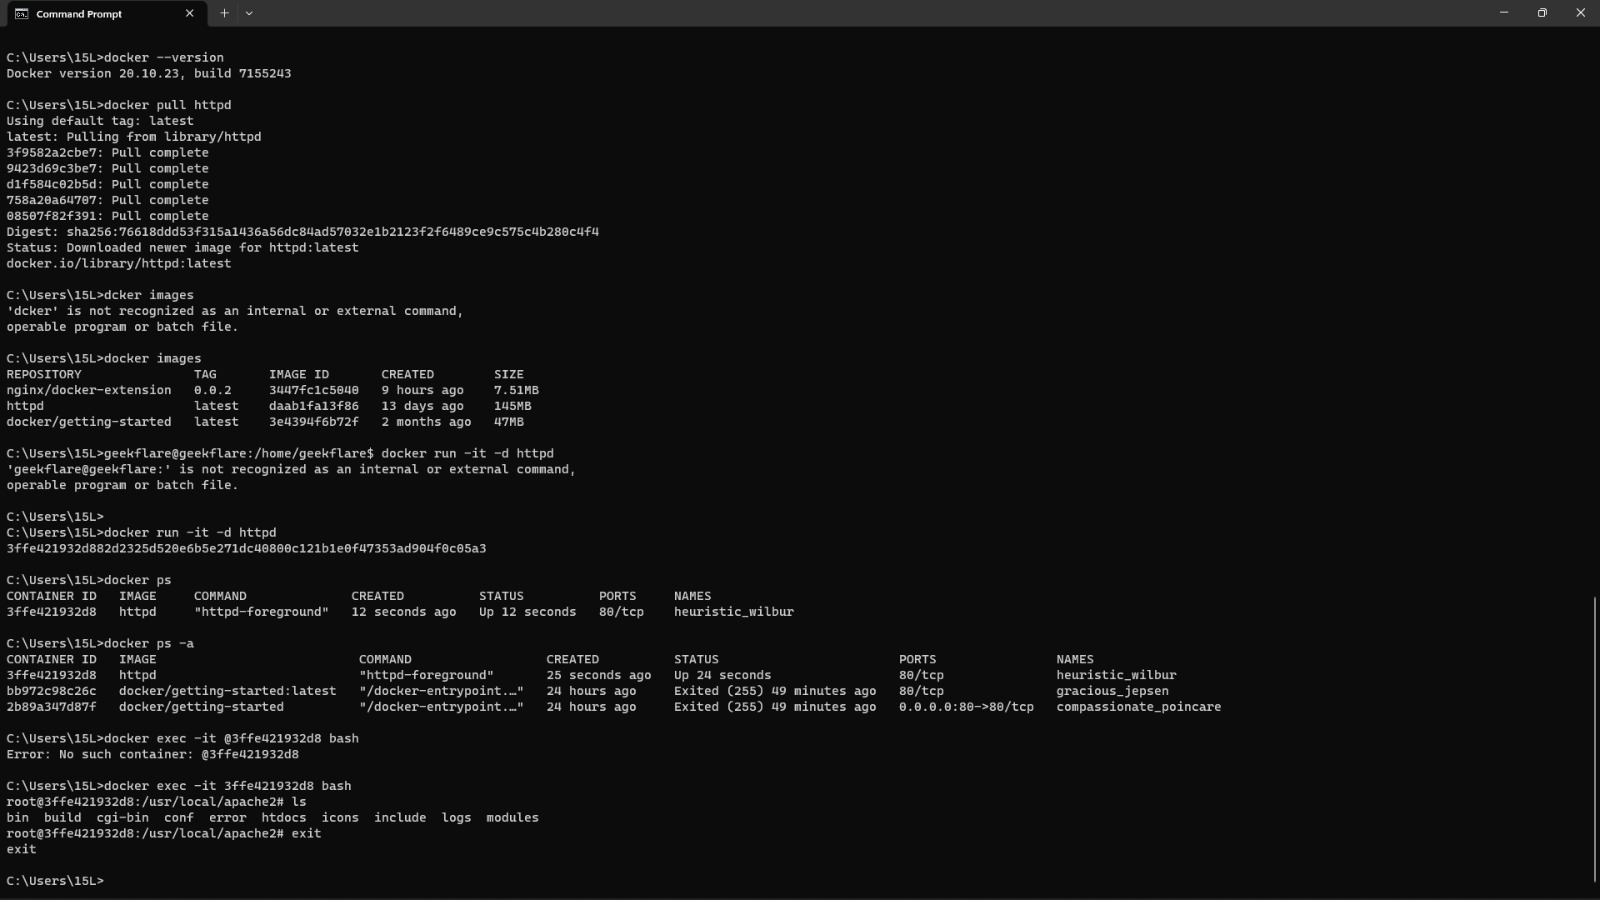 Command Prompt
C:\Users\15L>docker --version
Docker version 20.10.23, build 7155243
C:\Users\15L>docker pull httpd
Using default tag: latest
latest: Pulling from library/httpd
3f9582a2cbe7: Pull complete
9423d69c3be7: Pull complete
d1f584c02b5d: Pull complete
758a20a64707: Pull complete
08507f82f391: Pull complete
Digest: sha256:76618ddd53f315a1436a56dc84ad57032e1b2123f2f6489ce9c575c4b280c4f4
Status: Downloaded newer image for httpd:latest
docker.io/library/httpd:latest
C:\Users\15L>dcker images
'dcker' is not recognized as an internal or external command,
operable program or batch file.
C:\Users\15L>docker images
REPOSITORY               TAG       IMAGE ID       CREATED        SIZE
nginx/docker-extension   0.0.2     3447fc1c5040   9 hours ago    7.51MB
httpd                    latest    daab1fa13f86   13 days ago    145MB
docker/getting-started   latest    3e4394f6b72f   2 months ago   47MB
C:\Users\15L>geekflare@geekflare:/home/geekflare$ docker run -it -d httpd
'geekflare@geekflare:' is not recognized as an internal or external command,
operable program or batch file.
C:\Users\15L>
C:\Users\15L>docker run -it -d httpd
3ffe421932d882d2325d520e6b5e271dc40800c121b1e0f47353ad904f0c05a3
C:\Users\15L>docker ps
CONTAINER ID   IMAGE     COMMAND              CREATED          STATUS          PORTS     NAMES
3ffe421932d8   httpd     "httpd-foreground"   12 seconds ago   Up 12 seconds   80/tcp    heuristic_wilbur
C:\Users\15L>docker ps -a
CONTAINER ID   IMAGE                           COMMAND                  CREATED          STATUS                        PORTS                NAMES
3ffe421932d8   httpd                           "httpd-foreground"       25 seconds ago   Up 24 seconds                 80/tcp               heuristic_wilbur
bb972c98c26c   docker/getting-started:latest   "/docker-entrypoint.…"   24 hours ago     Exited (255) 49 minutes ago   80/tcp               gracious_jepsen
2b89a347d87f   docker/getting-started          "/docker-entrypoint.…"   24 hours ago     Exited (255) 49 minutes ago   0.0.0.0:80->80/tcp   compassionate_poincare
C:\Users\15L>docker exec -it @3ffe421932d8 bash
Error: No such container: @3ffe421932d8
C:\Users\15L>docker exec -it 3ffe421932d8 bash
root@3ffe421932d8:/usr/local/apache2# ls
bin  build  cgi-bin  conf  error  htdocs  icons  include  logs  modules
root@3ffe421932d8:/usr/local/apache2# exit
exit
C:\Users\15L>